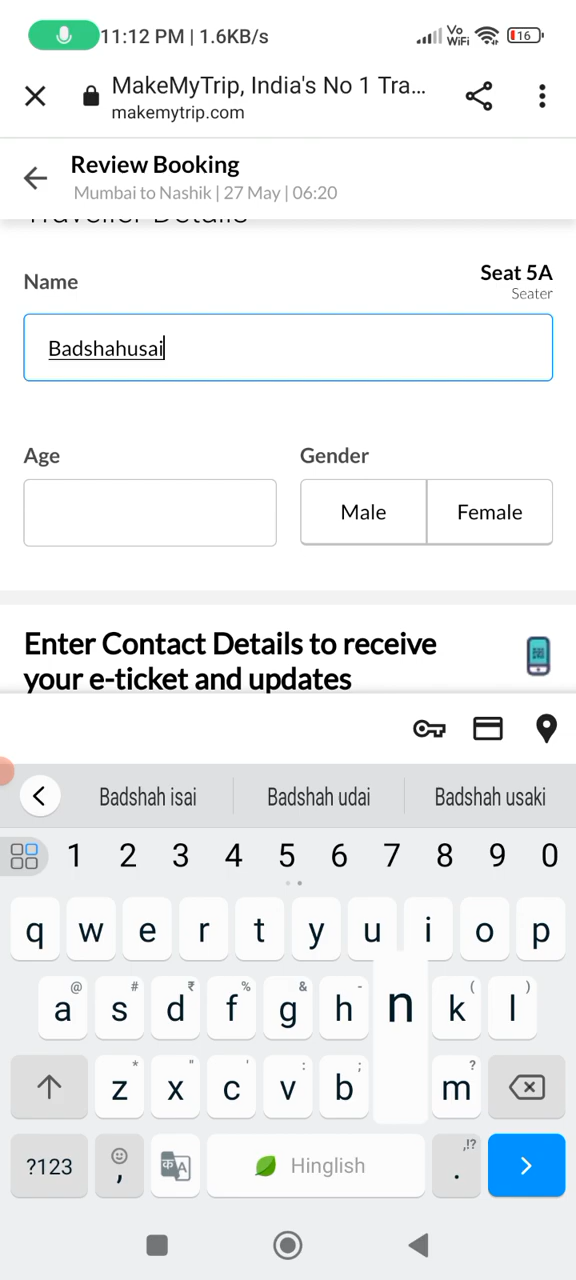 11:12 PM | 1.6KB/s Vo WiFi 16
MakeMyTrip, India's No 1 Tra...
makemytrip.com
Review Booking
Mumbai to Nashik | 27 May | 06:20
Traveller Details
Name Seat 5A
Seater
Badshahusai
Age Gender
Male Female
Enter Contact Details to receive
your e-ticket and updates
Badshah isai Badshah udai Badshah usaki
1 2 3 4 5 6 7 8 9 0
q w e r t y u i o p
@ # ₹ % & - ( )
a s d f g h n k l
* " ' : ; ?
z x c v b m
?123 , क A Hinglish ,!? .